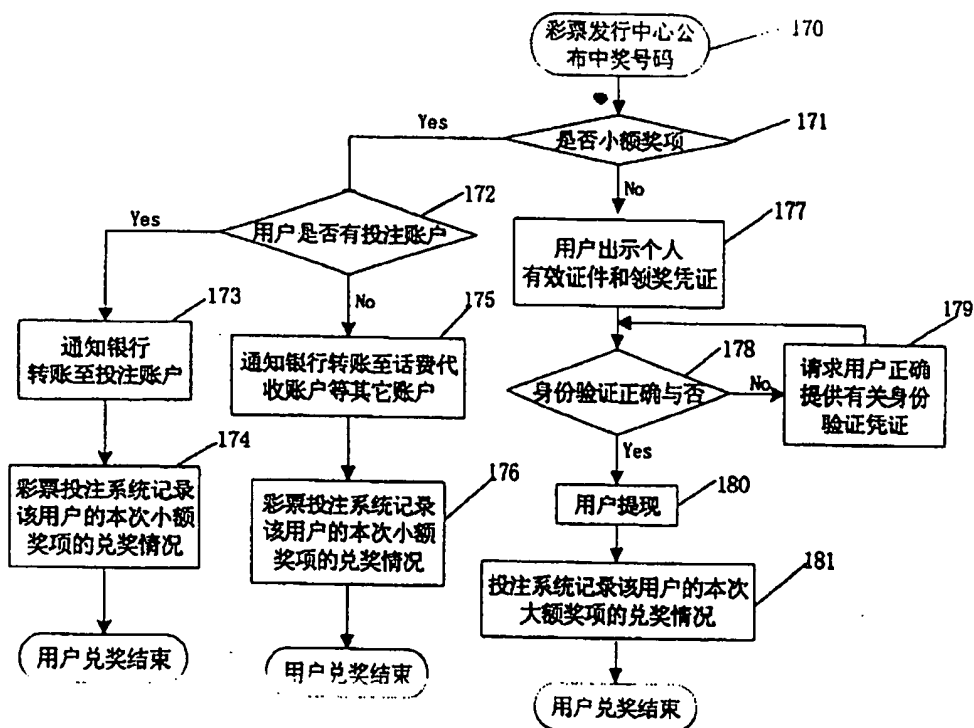 彩票发行中心公
布中奖号码
170
Yes
是否小额奖项
171
No
172
Yes
用户是否有投注账户
177
用户出示个人
有效证件和领奖凭证
173
No
175
179
通知银行
转账至投注账户
通知银行转账至话费代
收账户等其它账户
178
身份验证正确与否
No
请求用户正确
提供有关身份
验证凭证
174
Yes
彩票投注系统记录
该用户的本次小额
奖项的兑奖情况
176
彩票投注系统记录
该用户的本次小额
奖项的兑奖情况
用户提现
180
181
投注系统记录该用户的本次
大额奖项的兑奖情况
用户兑奖结束
用户兑奖结束
用户兑奖结束